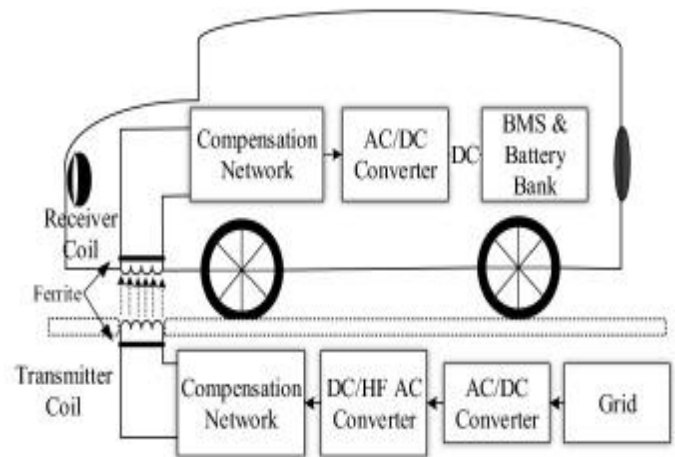 Compensation
Network
AC/DC
Converter
DC
BMS &
Battery
Bank
Receiver
Coil
Ferrite
Transmitter
Coil
Compensation
Network
DC/HF AC
Converter
AC/DC
Converter
Grid